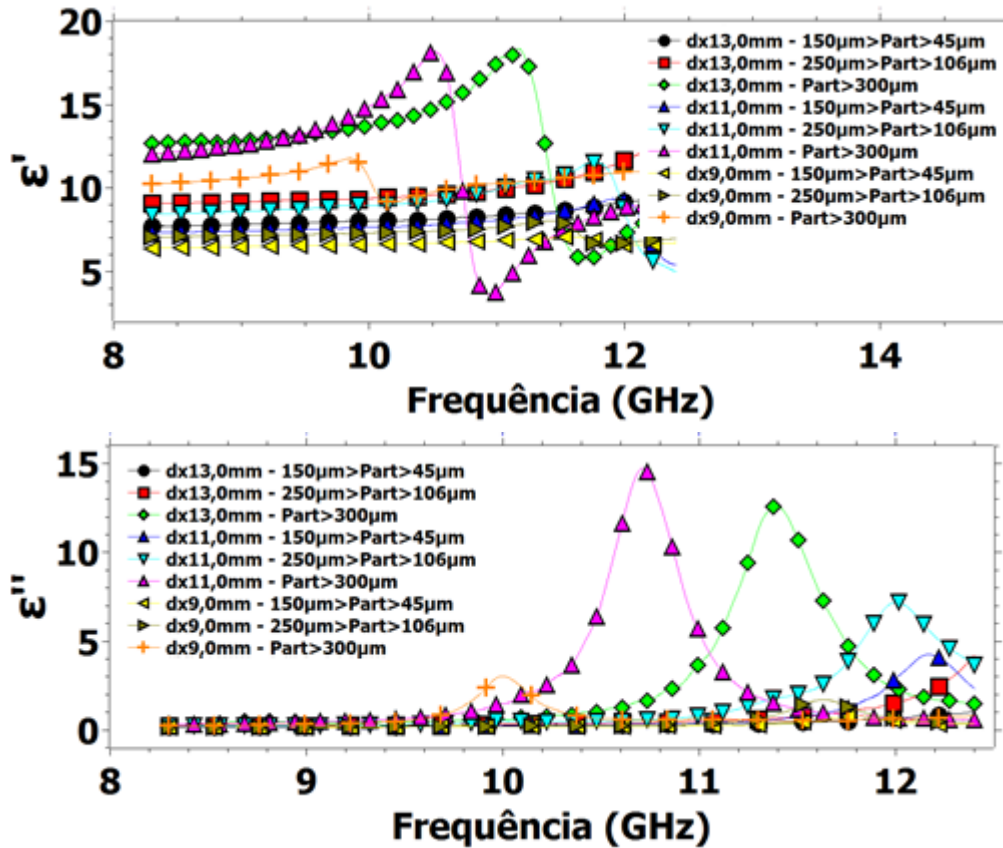 20
15
10
5
ε'
dx13,0mm - 150μm>Part>45μm
dx13,0mm - 250μm>Part>106μm
dx13,0mm - Part>300μm
dx11,0mm - 150μm>Part>45μm
dx11,0mm - 250μm>Part>106μm
dx11,0mm - Part>300μm
dx9,0mm - 150μm>Part>45μm
dx9,0mm - 250μm>Part>106μm
dx9,0mm - Part>300μm
8 10 12 14
Frequência (GHz)
15
10
5
0
ε''
dx13,0mm - 150μm>Part>45μm
dx13,0mm - 250μm>Part>106μm
dx13,0mm - Part>300μm
dx11,0mm - 150μm>Part>45μm
dx11,0mm - 250μm>Part>106μm
dx11,0mm - Part>300μm
dx9,0mm - 150μm>Part>45μm
dx9,0mm - 250μm>Part>106μm
dx9,0mm - Part>300μm
8 9 10 11 12
Frequência (GHz)